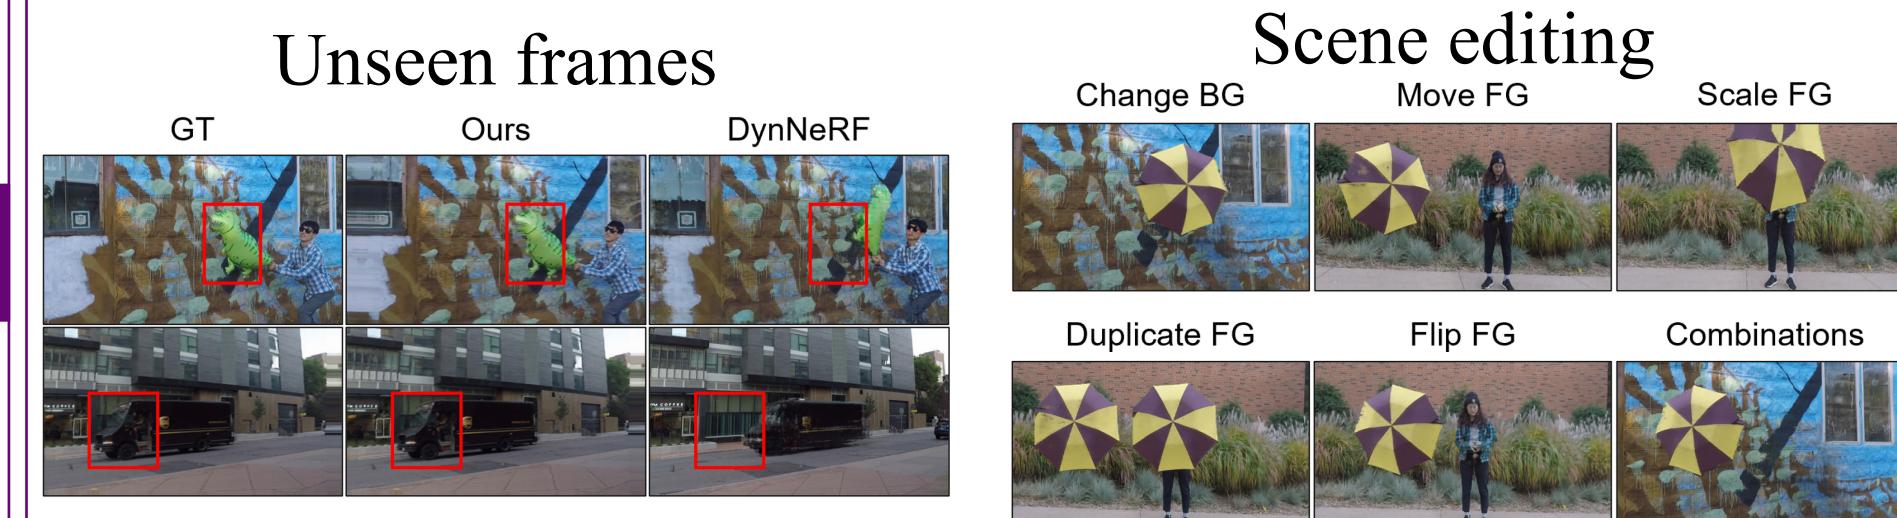 Unseen frames
GT
Ours
DynNeRF
Scene editing
Change BG
Move FG
Scale FG
Duplicate FG
Flip FG
Combinations